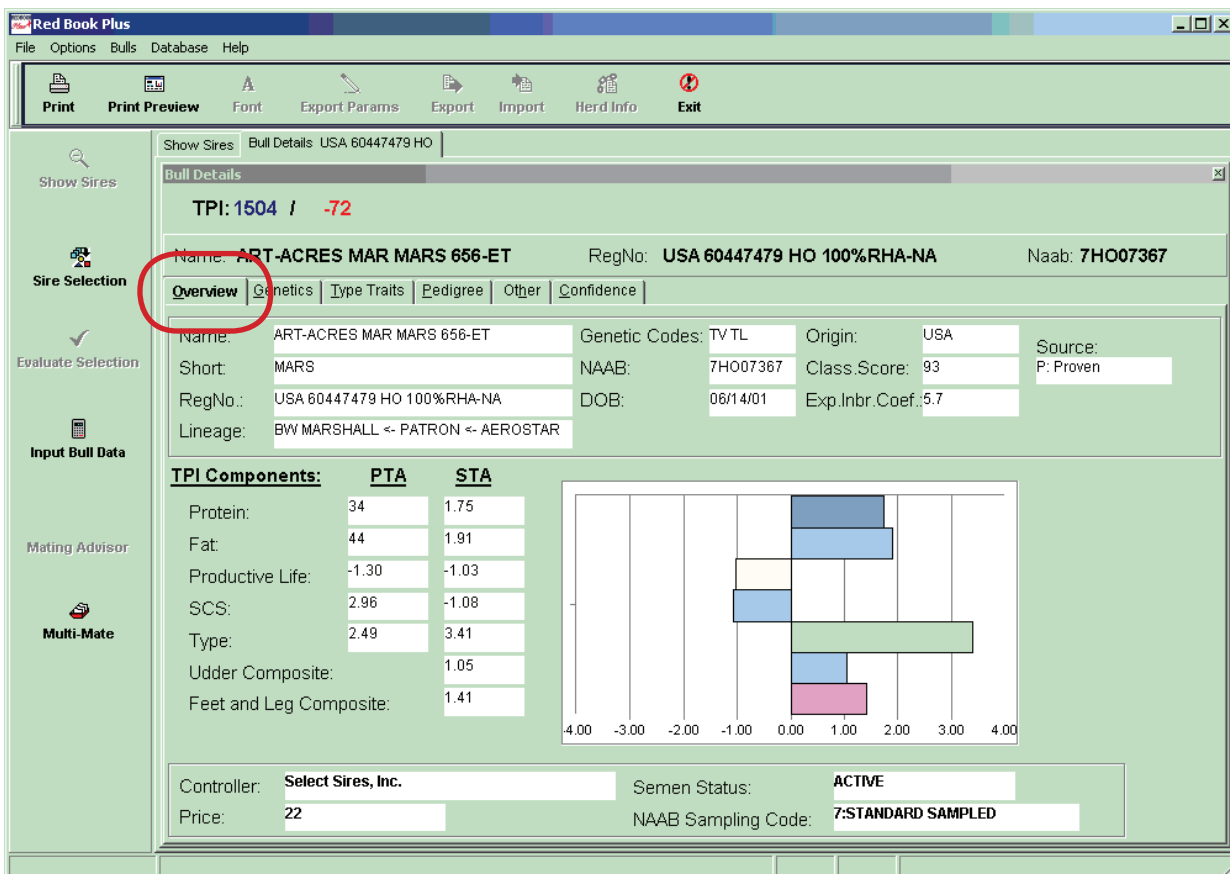 Red Book Plus
File Options Bulls Database Help
Print Print Preview Font Export Params Export Import Herd Info Exit
Show Sires
Sire Selection
Evaluate Selection
Input Bull Data
Mating Advisor
Multi-Mate
Show Sires Bull Details USA 60447479 HO
Bull Details
TPI: 1504 / -72
Name: ART-ACRES MAR MARS 656-ET RegNo: USA 60447479 HO 100%RHA-NA Naab: 7HO07367
Overview Genetics Type Traits Pedigree Other Confidence
Name: ART-ACRES MAR MARS 656-ET Genetic Codes: TV TL Origin: USA Source:
Short: MARS NAAB: 7HO07367 Class.Score: 93 P: Proven
RegNo.: USA 60447479 HO 100%RHA-NA DOB: 06/14/01 Exp.Inbr.Coef.: 5.7
Lineage: BW MARSHALL <- PATRON <- AEROSTAR
TPI Components: PTA STA
Protein: 34 1.75
Fat: 44 1.91
Productive Life: -1.30 -1.03
SCS: 2.96 -1.08
Type: 2.49 3.41
Udder Composite: 1.05
Feet and Leg Composite: 1.41
-4.00 -3.00 -2.00 -1.00 0.00 1.00 2.00 3.00 4.00
Controller: Select Sires, Inc. Semen Status: ACTIVE
Price: 22 NAAB Sampling Code: 7:STANDARD SAMPLED